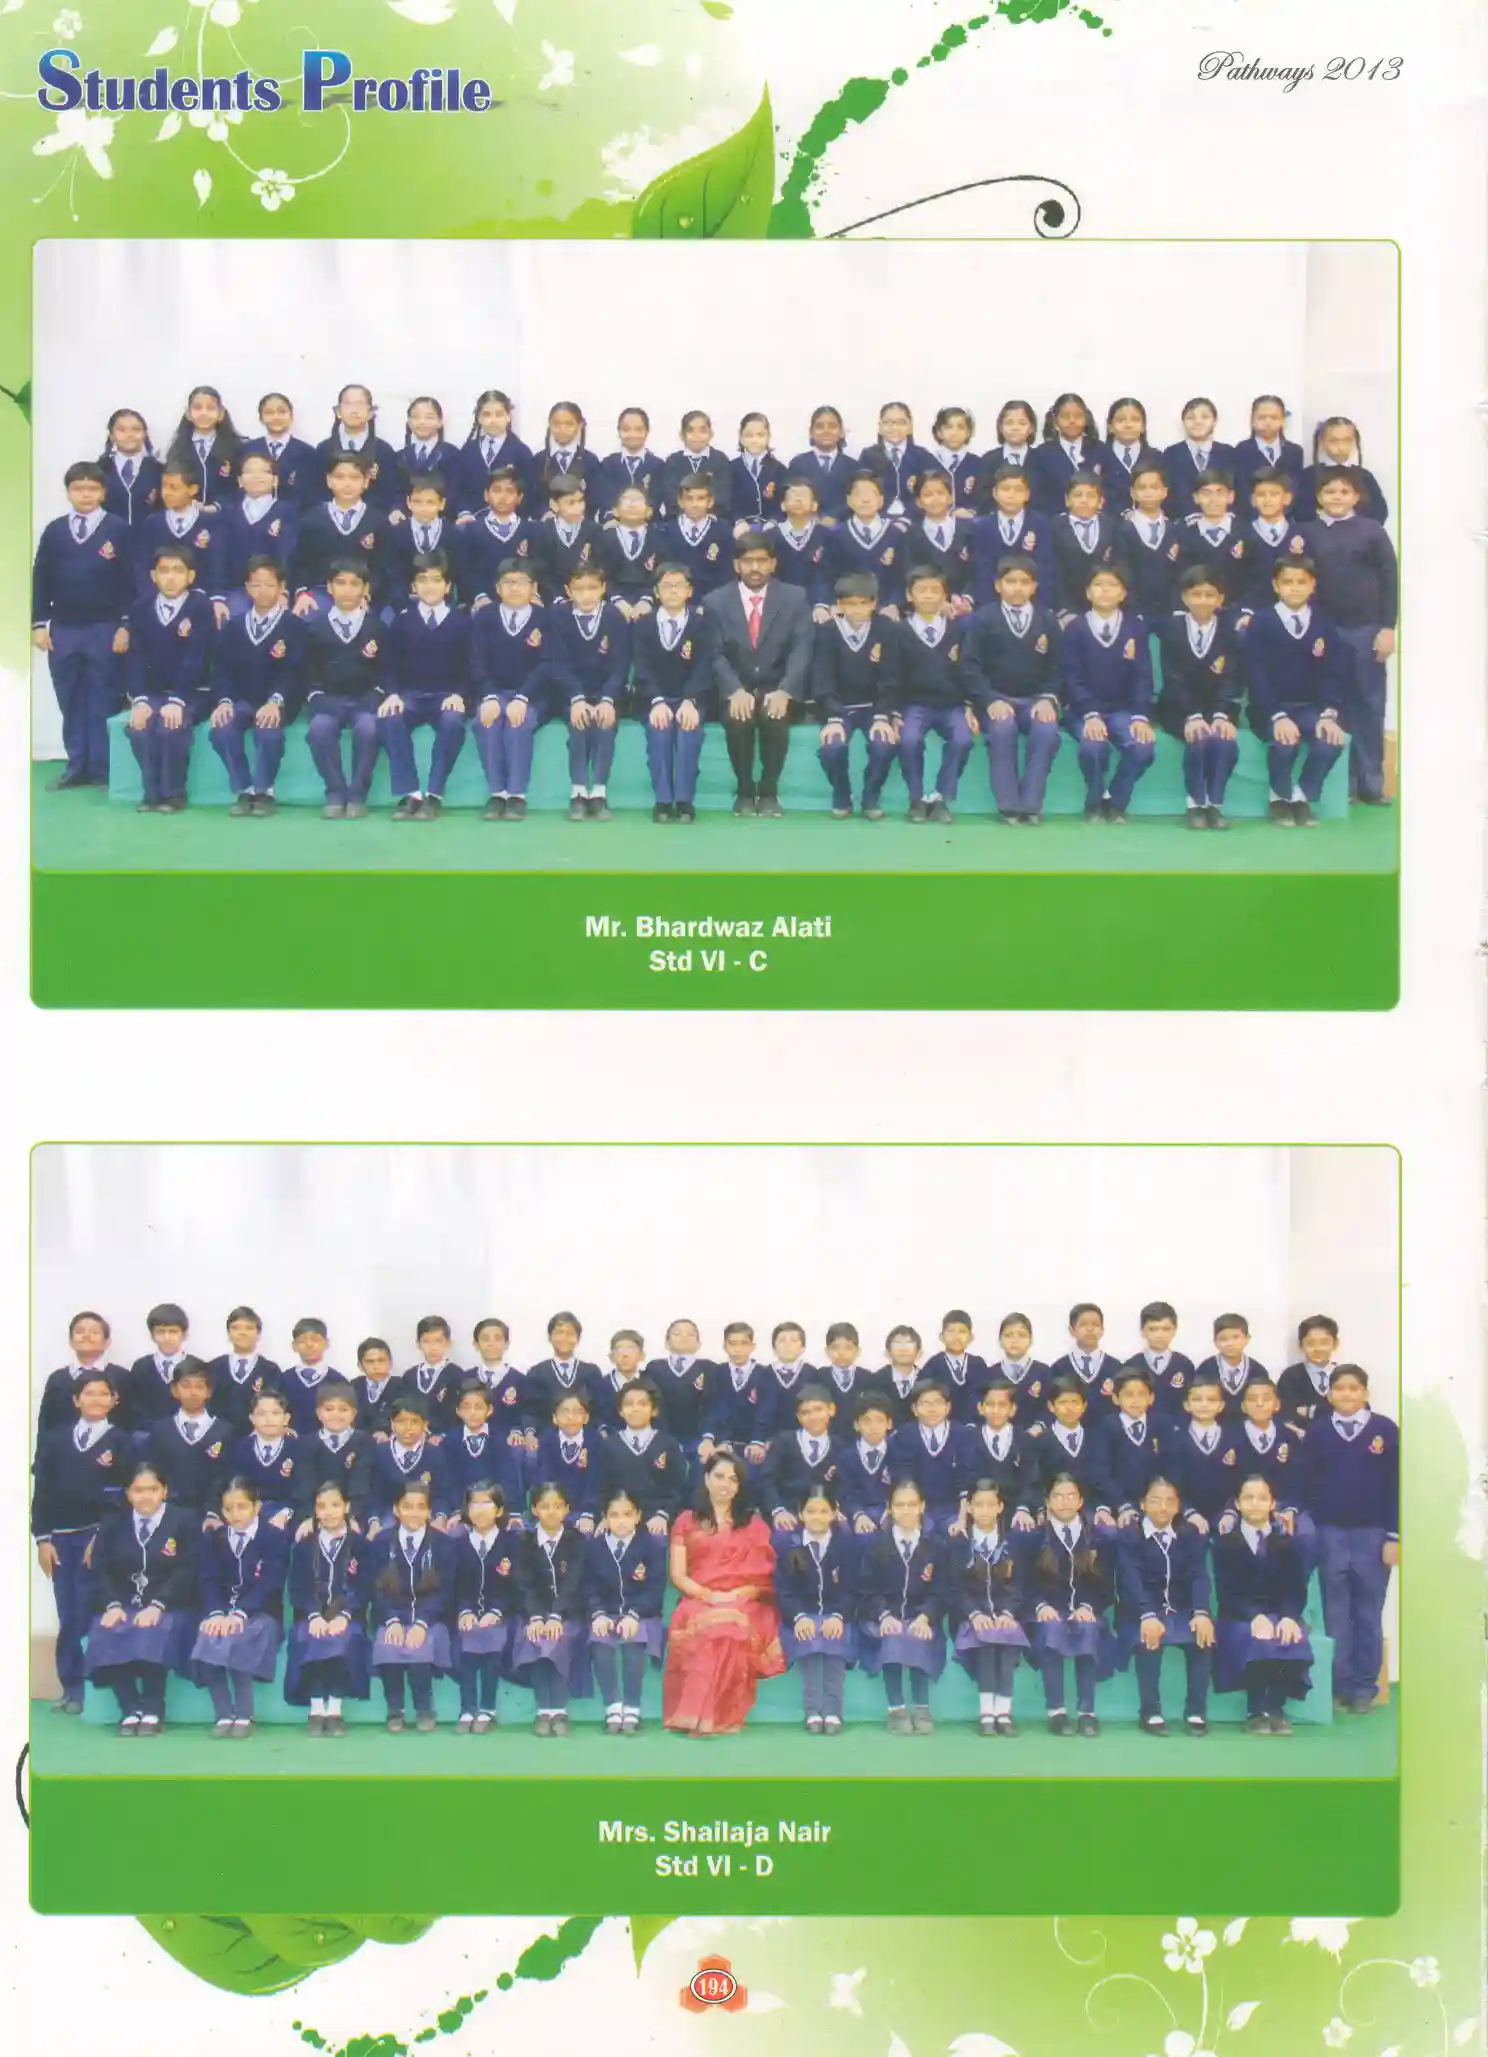 Students Profile
Pathways 2013
Mr. Bhardwaz Alati
Std VI - C
Mrs. Shailaja Nair
Std VI - D
194